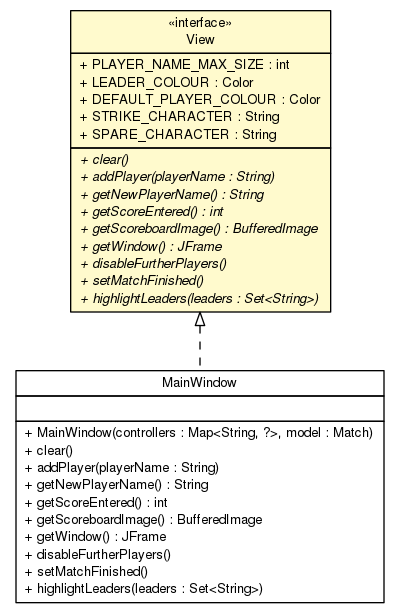 «interface»
View
+ PLAYER_NAME_MAX_SIZE : int
+ LEADER_COLOUR : Color
+ DEFAULT_PLAYER_COLOUR : Color
+ STRIKE_CHARACTER : String
+ SPARE_CHARACTER : String
+ clear()
+ addPlayer(playerName : String)
+ getNewPlayerName() : String
+ getScoreEntered() : int
+ getScoreboardImage() : BufferedImage
+ getWindow() : JFrame
+ disableFurtherPlayers()
+ setMatchFinished()
+ highlightLeaders(leaders : Set<String>)
MainWindow
+ MainWindow(controllers : Map<String, ?>, model : Match)
+ clear()
+ addPlayer(playerName : String)
+ getNewPlayerName() : String
+ getScoreEntered() : int
+ getScoreboardImage() : BufferedImage
+ getWindow() : JFrame
+ disableFurtherPlayers()
+ setMatchFinished()
+ highlightLeaders(leaders : Set<String>)